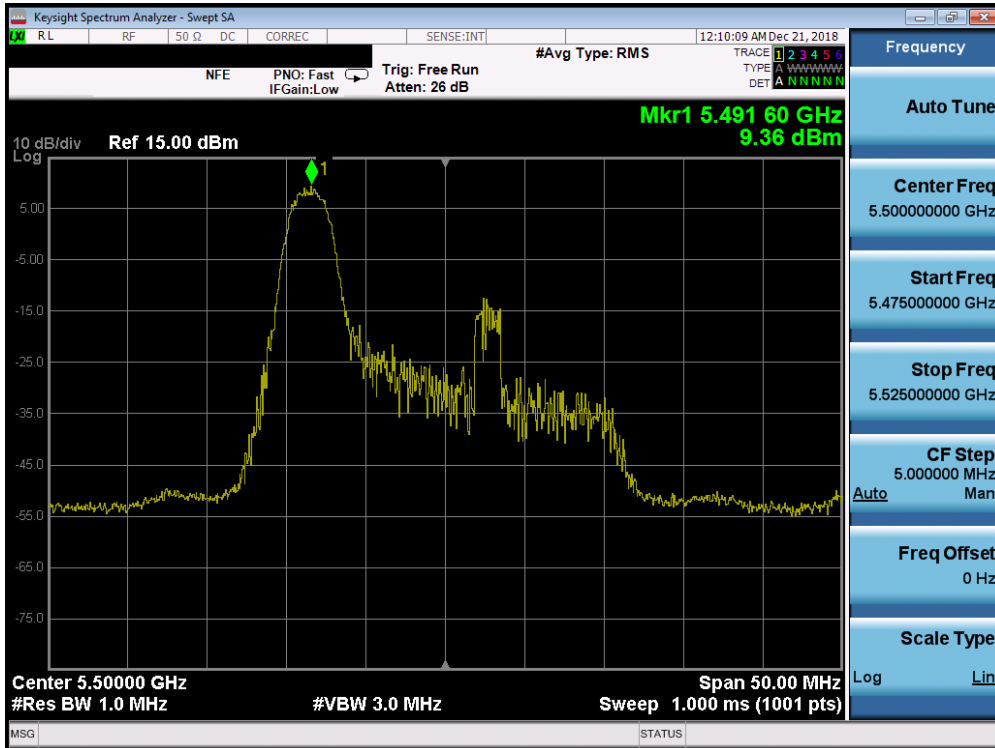 Keysight Spectrum Analyzer - Swept SA
LXI RL RF 50 Ω DC CORREC SENSE:INT 12:10:09 AM Dec 21, 2018
NFE PNO: Fast IFGain:Low Trig: Free Run Atten: 26 dB #Avg Type: RMS
TRACE 1 2 3 4 5 6
TYPE A W W W W W
DET A N N N N N
Mkr1 5.491 60 GHz
9.36 dBm
10 dB/div Ref 15.00 dBm
Log
1
5.00
-5.00
-15.0
-25.0
-35.0
-45.0
-55.0
-65.0
-75.0
Center 5.50000 GHz Span 50.00 MHz
#Res BW 1.0 MHz #VBW 3.0 MHz Sweep 1.000 ms (1001 pts)
MSG STATUS
Frequency
Auto Tune
Center Freq
5.500000000 GHz
Start Freq
5.475000000 GHz
Stop Freq
5.525000000 GHz
CF Step
5.000000 MHz
Auto Man
Freq Offset
0 Hz
Scale Type
Log Lin